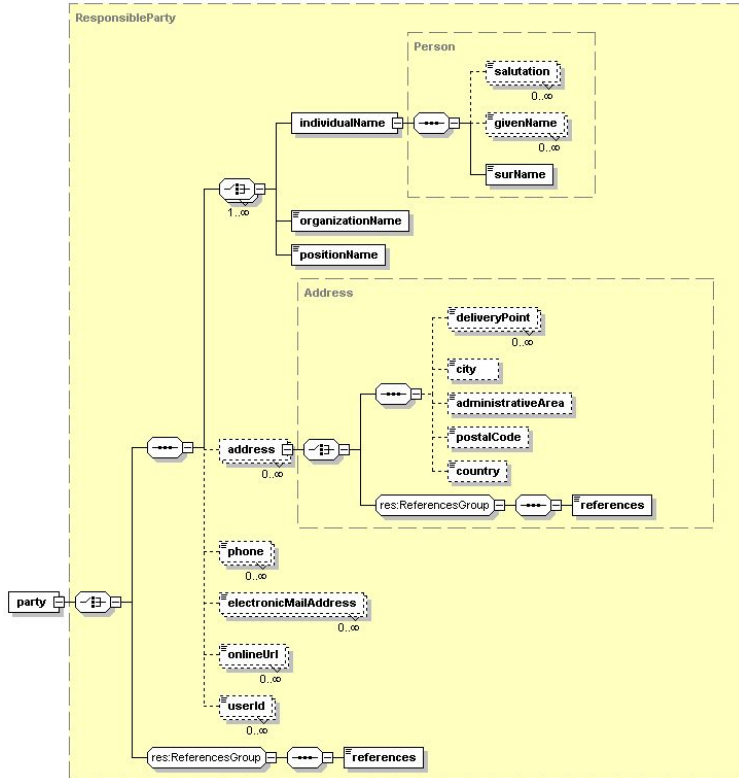 ResponsibleParty
Person
salutation
0..∞
individualName
givenName
0..∞
surName
1..∞
organizationName
positionName
Address
deliveryPoint
0..∞
city
administrativeArea
postalCode
address
country
0..∞
res:ReferencesGroup
references
phone
0..∞
party
electronicMailAddress
0..∞
onlineUrl
0..∞
userId
0..∞
res:ReferencesGroup
references